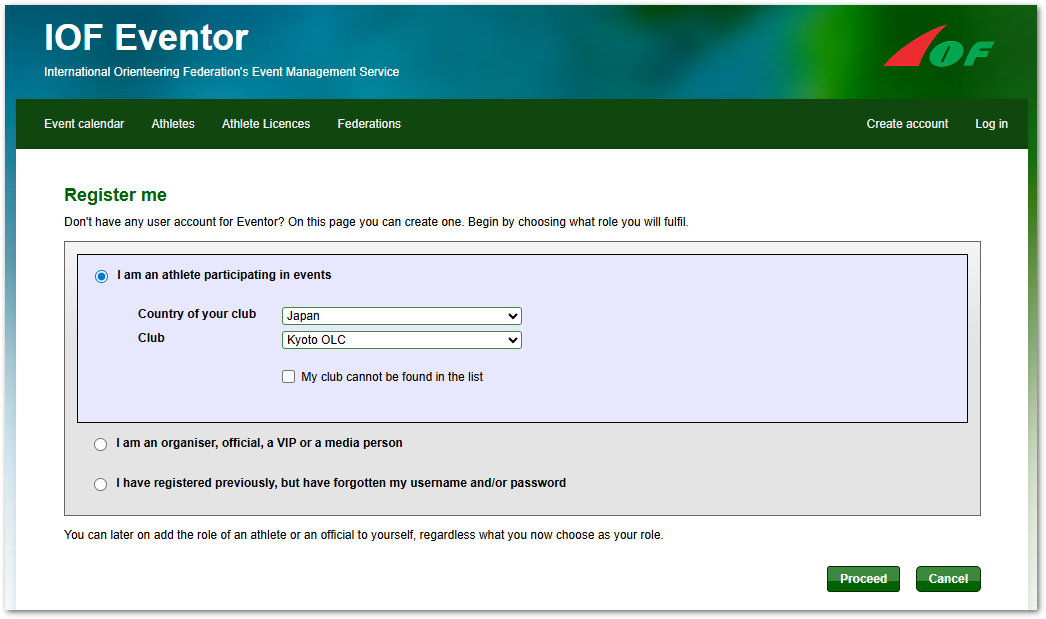 IOF Eventor
International Orienteering Federation's Event Management Service
IOF
Event calendar Athletes Athlete Licences Federations Create account Log in
Register me
Don't have any user account for Eventor? On this page you can create one. Begin by choosing what role you will fulfil.
I am an athlete participating in events
Country of your club Japan
Club Kyoto OLC
My club cannot be found in the list
I am an organiser, official, a VIP or a media person
I have registered previously, but have forgotten my username and/or password
You can later on add the role of an athlete or an official to yourself, regardless what you now choose as your role.
Proceed Cancel